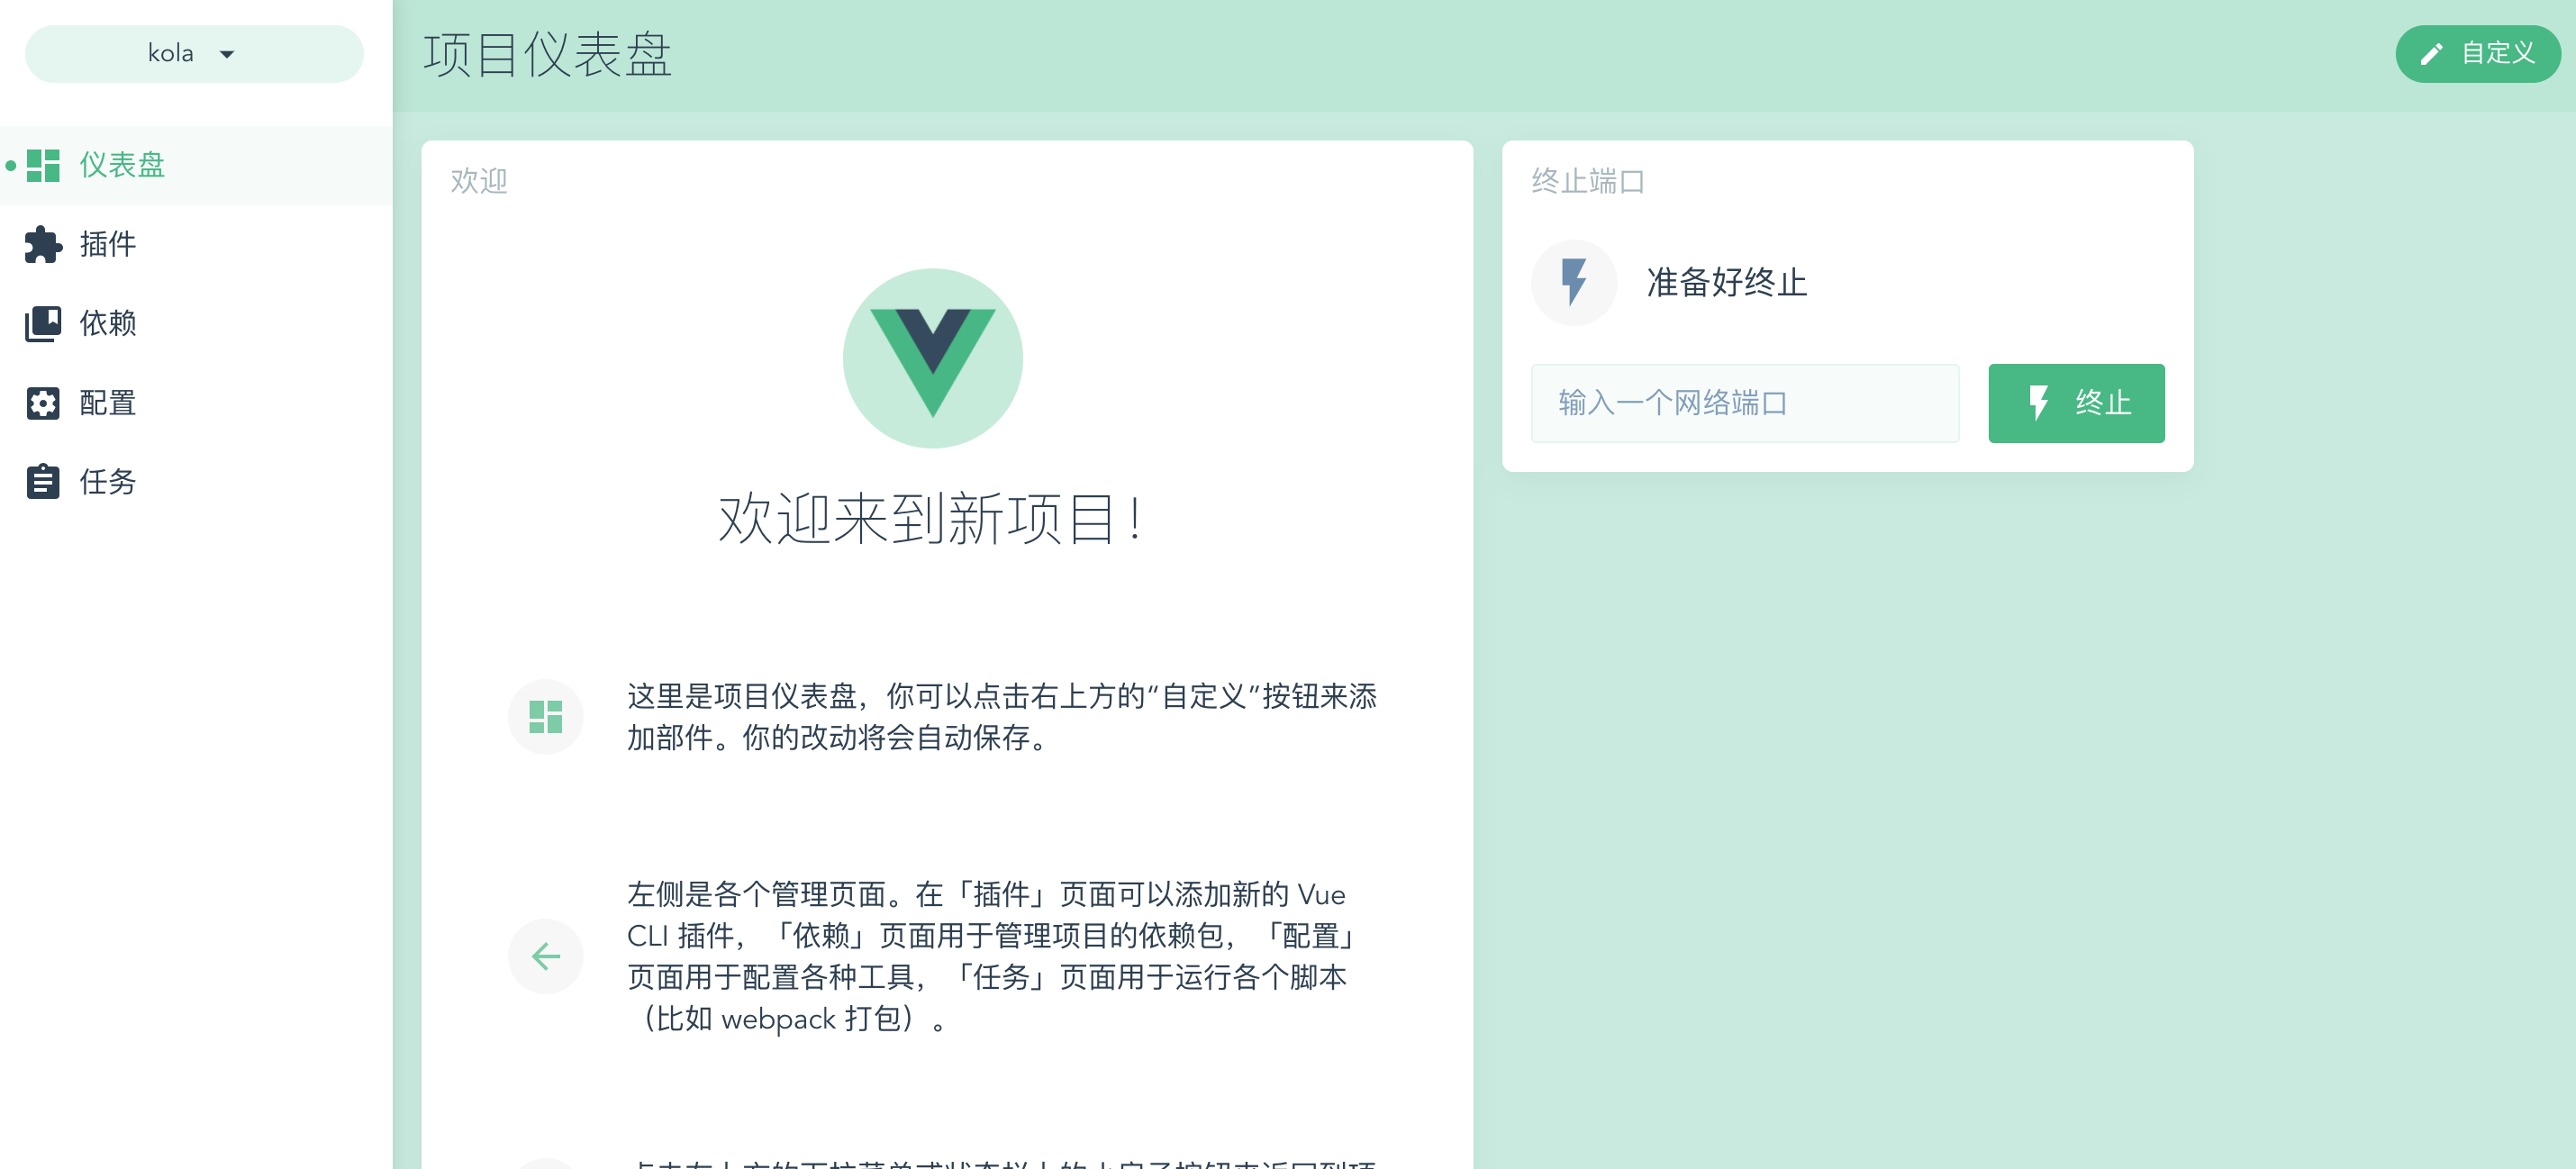 kola
项目仪表盘
自定义
仪表盘
插件
依赖
配置
任务
欢迎
欢迎来到新项目！
这里是项目仪表盘，你可以点击右上方的“自定义”按钮来添
加部件。你的改动将会自动保存。
左侧是各个管理页面。在「插件」页面可以添加新的 Vue
CLI 插件，「依赖」页面用于管理项目的依赖包，「配置」
页面用于配置各种工具，「任务」页面用于运行各个脚本
（比如 webpack 打包）。
终止端口
准备好终止
输入一个网络端口
终止